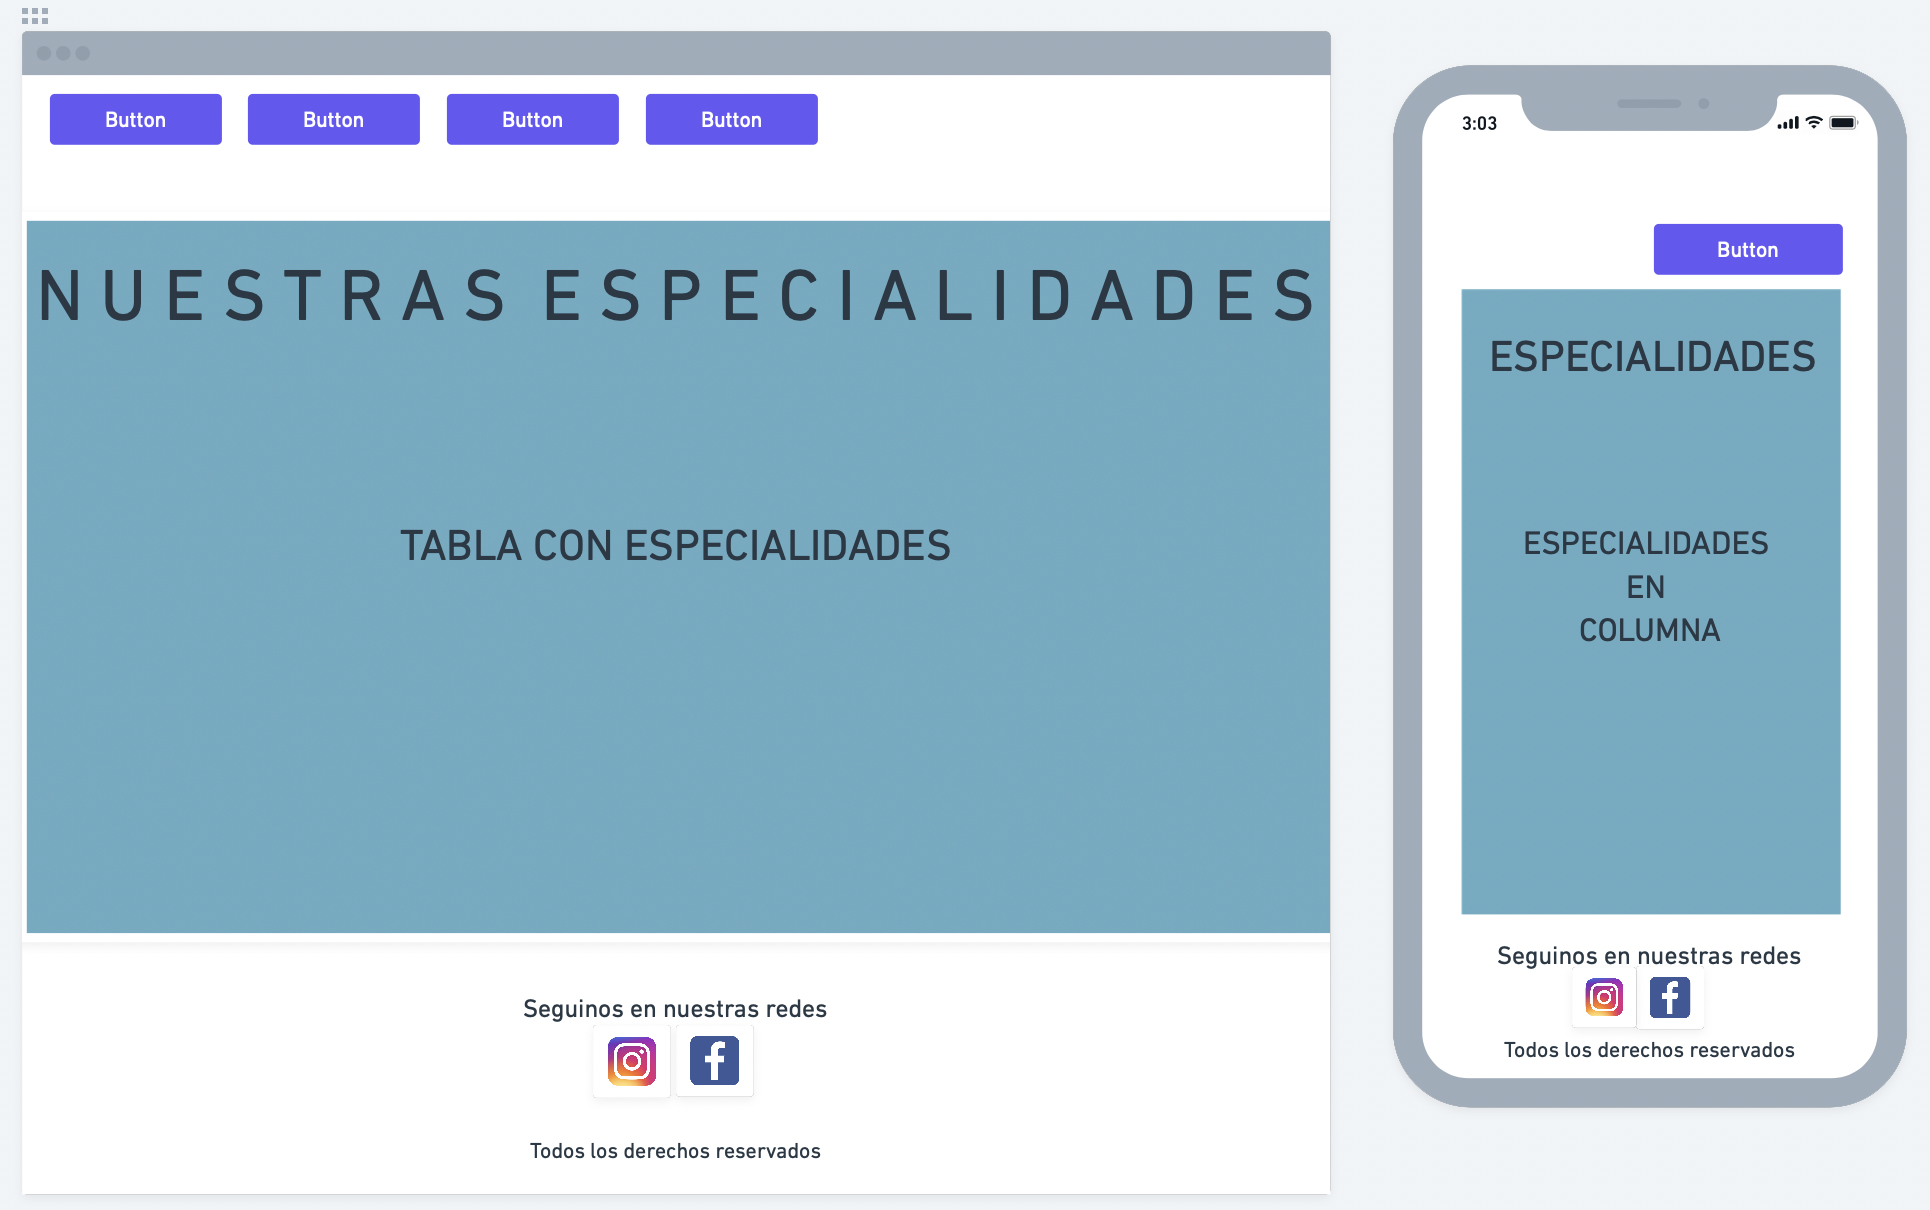 Button Button Button Button
NUESTRAS ESPECIALIDADES
TABLA CON ESPECIALIDADES
Seguinos en nuestras redes
Todos los derechos reservados
3:03
Button
ESPECIALIDADES
ESPECIALIDADES
EN
COLUMNA
Seguinos en nuestras redes
Todos los derechos reservados